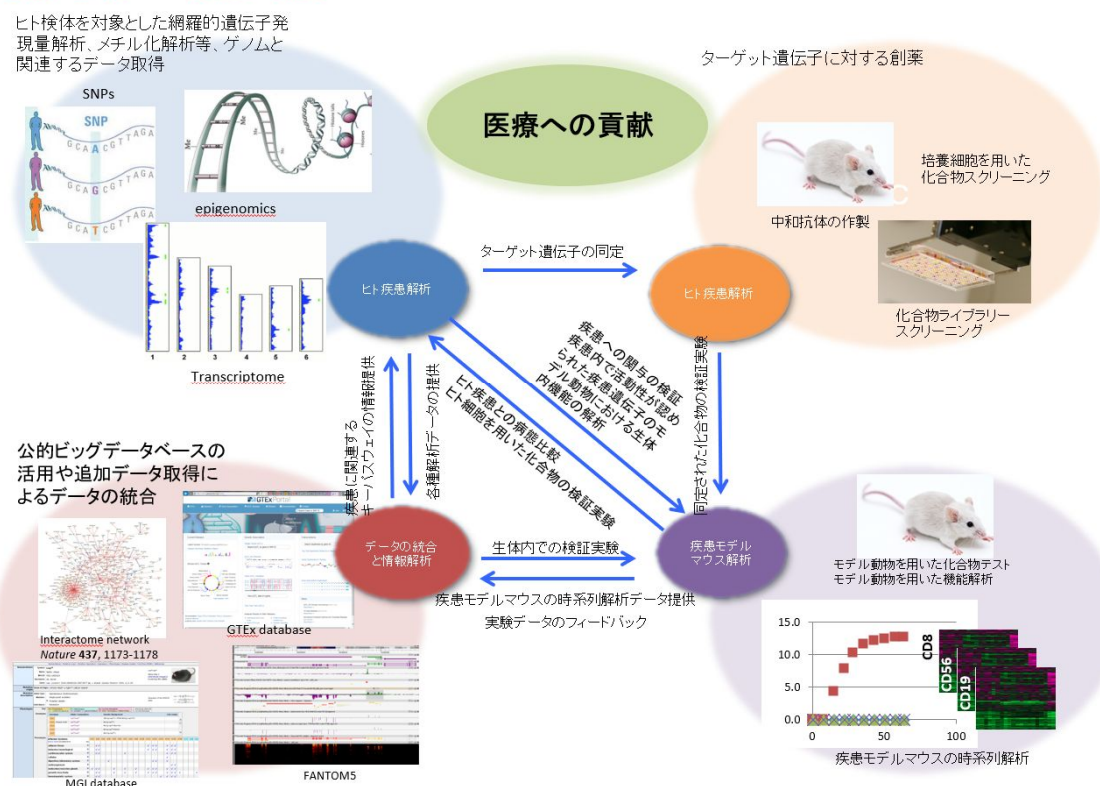 ヒト検体を対象とした網羅的遺伝子発
現量解析、メチル化解析等、ゲノムと
関連するデータ取得
SNPs
SNP
GCAACGTTAGA
GCAGCGTTAGA
GCATCGTTAGA
Me
Me
epigenomics
1 2 3 4 5 6
Transcriptome
医療への貢献
ターゲット遺伝子に対する創薬
培養細胞を用いた
化合物スクリーニング
中和抗体の作製
化合物ライブラリー
スクリーニング
ヒト疾患解析
ターゲット遺伝子の同定
ヒト疾患解析
疾患に関連する
キーパスウェイの情報提供
各種解析データの提供
疾患への関与の検証
疾患内で活動性が認め
られた疾患遺伝子のモ
デル動物における生体
内機能の解析
ヒト疾患との病態比較
ヒト細胞を用いた化合物の検証実験
同定された化合物の検証実験
公的ビッグデータベースの
活用や追加データ取得に
よるデータの統合
GTExPortal
Interactome network
Nature 437, 1173-1178
GTEx database
MGI database
FANTOM5
データの統合
と情報解析
生体内での検証実験
疾患モデルマウスの時系列解析データ提供
実験データのフィードバック
疾患モデル
マウス解析
モデル動物を用いた化合物テスト
モデル動物を用いた機能解析
15.0
10.0
5.0
0.0
0 50 100
CD8
CD56
CD19
疾患モデルマウスの時系列解析